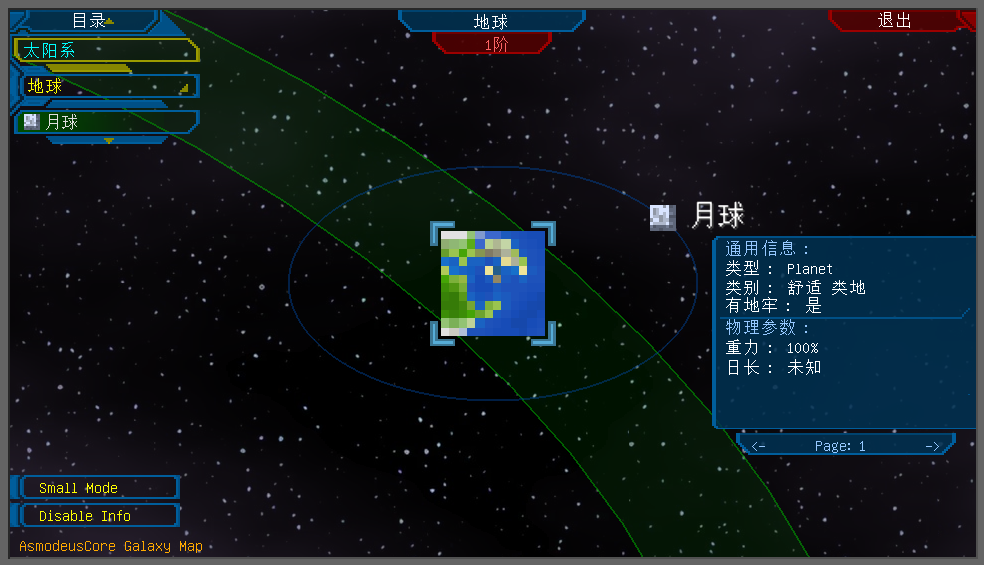 目录
地球
退出
1阶
太阳系
地球
月球
月球
通用信息:
类型: Planet
类别: 舒适 类地
有地牢: 是
物理参数:
重力: 100%
日长: 未知
<- Page: 1 ->
Small Mode
Disable Info
AsmodeusCore Galaxy Map